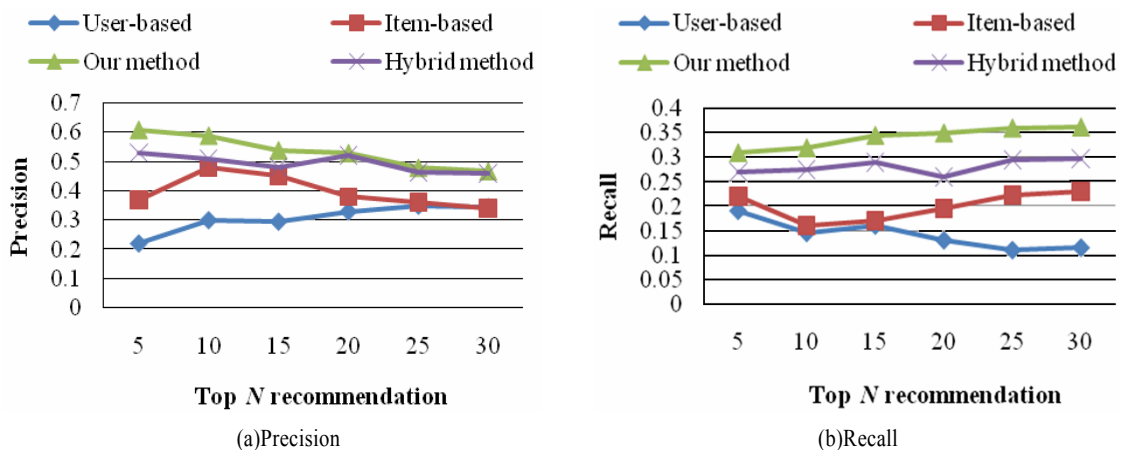 User-based Item-based
Our method Hybrid method
0.7
0.6
0.5
0.4
0.3
0.2
0.1
0
Precision
5 10 15 20 25 30
Top N recommendation
(a)Precision
User-based Item-based
Our method Hybrid method
0.4
0.35
0.3
0.25
0.2
0.15
0.1
0.05
0
Recall
5 10 15 20 25 30
Top N recommendation
(b)Recall